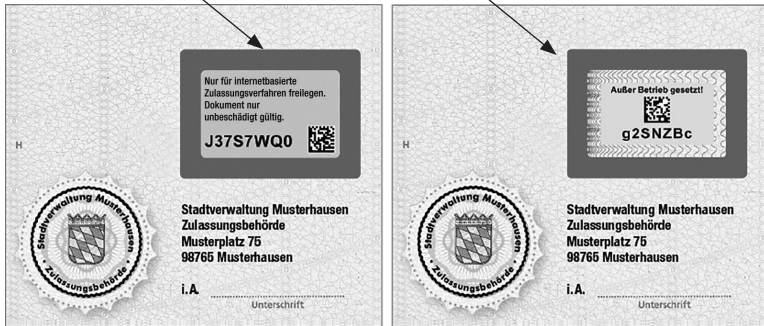 Nur für internetbasierte
Zulassungsverfahren freilegen.
Dokument nur
unbeschädigt gültig.
J37S7WQ0
H
Stadtverwaltung Musterhausen
Zulassungsbehörde
Stadtverwaltung Musterhausen
Zulassungsbehörde
Musterplatz 75
98765 Musterhausen
i.A.
Unterschrift
Außer Betrieb gesetzt!
g2SNZBc
H
Stadtverwaltung Musterhausen
Zulassungsbehörde
Stadtverwaltung Musterhausen
Zulassungsbehörde
Musterplatz 75
98765 Musterhausen
i.A.
Unterschrift